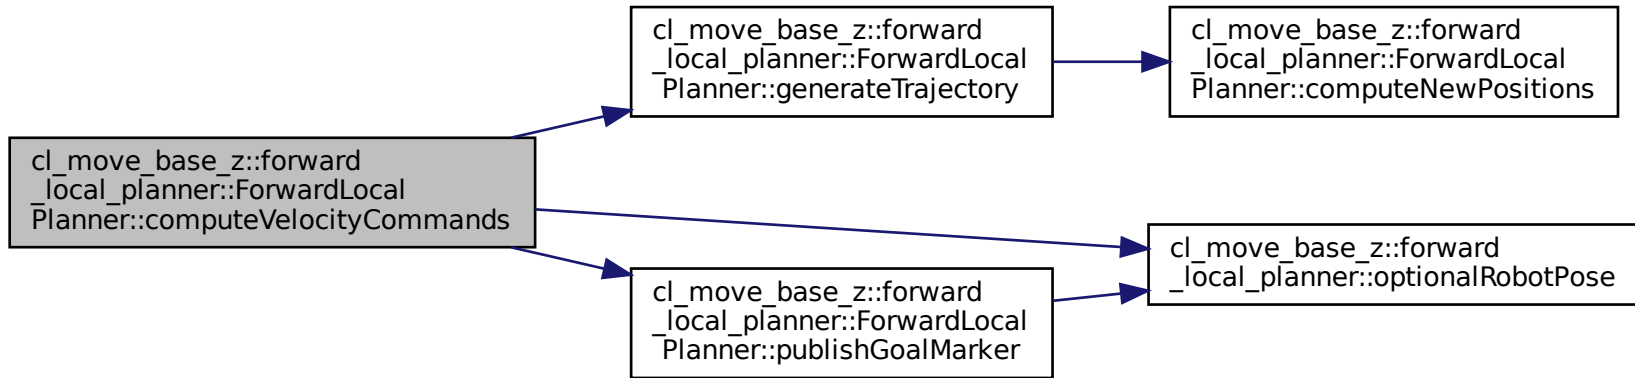 cl_move_base_z::forward
_local_planner::ForwardLocal
Planner::generateTrajectory
cl_move_base_z::forward
_local_planner::ForwardLocal
Planner::computeNewPositions
cl_move_base_z::forward
_local_planner::ForwardLocal
Planner::computeVelocityCommands
cl_move_base_z::forward
_local_planner::optionalRobotPose
cl_move_base_z::forward
_local_planner::ForwardLocal
Planner::publishGoalMarker